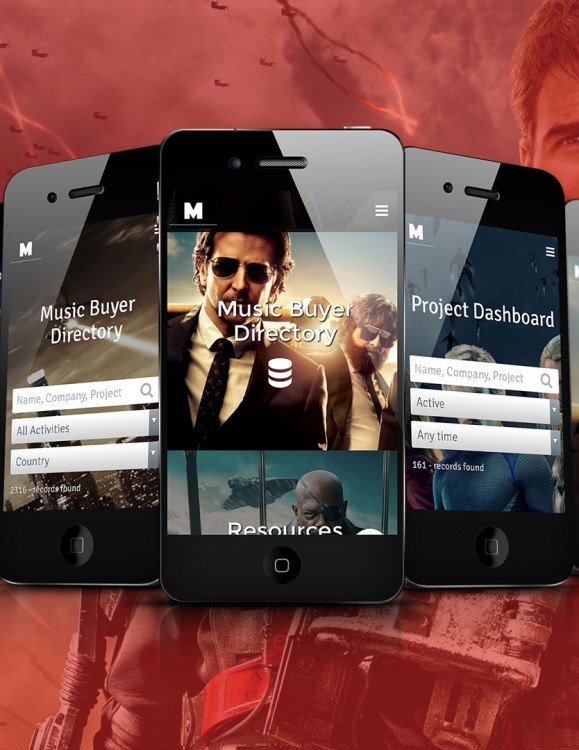 M
Music Buyer
Directory
Name, Company, Project
All Activities
Country
2316 - records found
M
Music Buyer
Directory
Resources
M
Project Dashboard
Name, Company, Project
Active
Any time
161 - records found